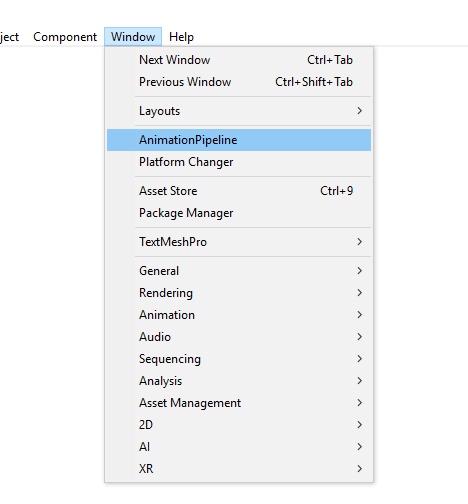 ject Component Window Help
Next Window Ctrl+Tab
Previous Window Ctrl+Shift+Tab
Layouts
AnimationPipeline
Platform Changer
Asset Store Ctrl+9
Package Manager
TextMeshPro
General
Rendering
Animation
Audio
Sequencing
Analysis
Asset Management
2D
AI
XR